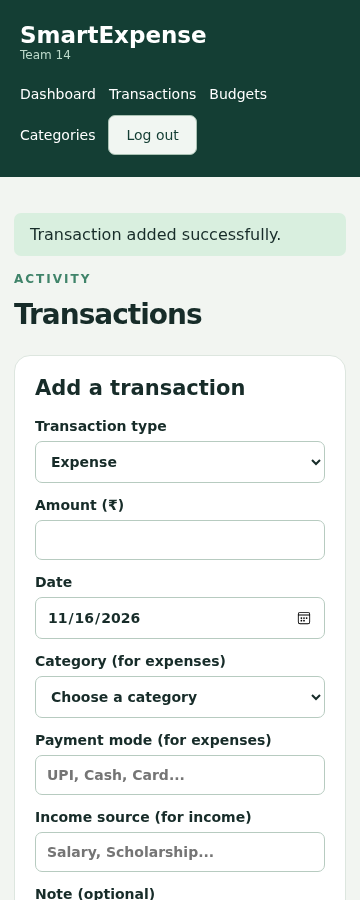 SmartExpense
Team 14
Dashboard Transactions Budgets
Categories Log out
Transaction added successfully.
ACTIVITY
Transactions
Add a transaction
Transaction type
Expense
Amount (₹)
Date
11/16/2026
Category (for expenses)
Choose a category
Payment mode (for expenses)
UPI, Cash, Card...
Income source (for income)
Salary, Scholarship...
Note (optional)